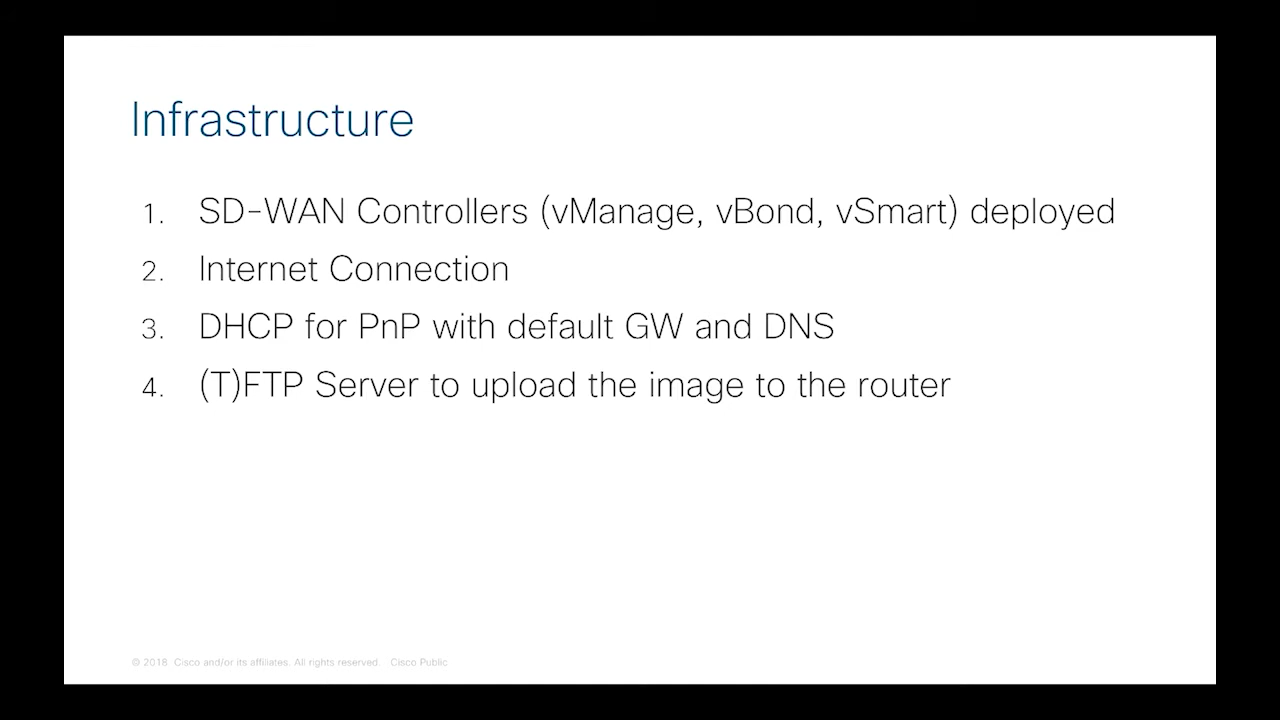 Infrastructure
1. SD-WAN Controllers (vManage, vBond, vSmart) deployed
2. Internet Connection
3. DHCP for PnP with default GW and DNS
4. (T)FTP Server to upload the image to the router
© 2018 Cisco and/or its affiliates. All rights reserved. Cisco Public